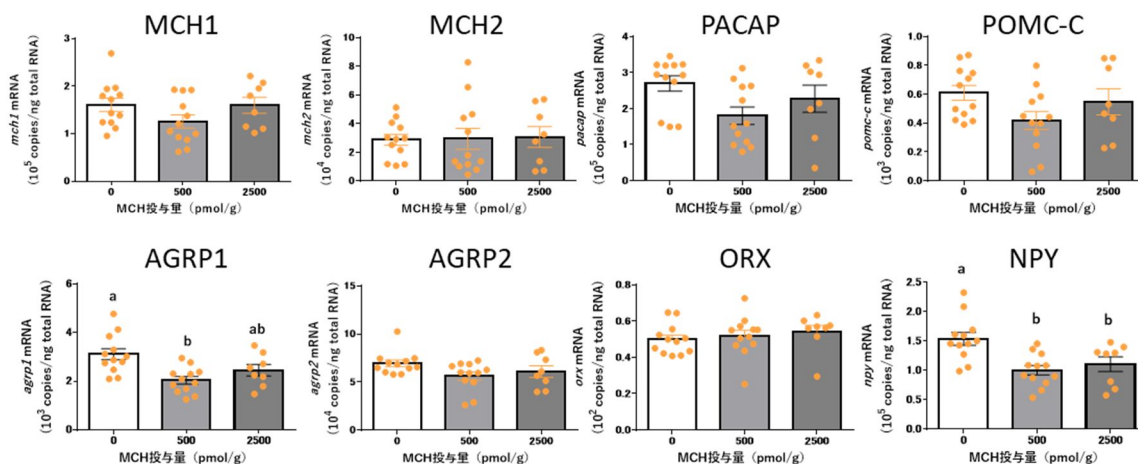 MCH1
mch1 mRNA
(10⁵ copies/ng total RNA)
3
2
1
0
0
500
2500
MCH投与量（pmol/g）
MCH2
mch2 mRNA
(10⁴ copies/ng total RNA)
10
8
6
4
2
0
0
500
2500
MCH投与量（pmol/g）
PACAP
pacap mRNA
(10⁵ copies/ng total RNA)
5
4
3
2
1
0
0
500
2500
MCH投与量（pmol/g）
POMC-C
pomc-c mRNA
(10³ copies/ng total RNA)
1.0
0.8
0.6
0.4
0.2
0.0
0
500
2500
MCH投与量（pmol/g）
AGRP1
agrp1 mRNA
(10³ copies/ng total RNA)
6
4
2
0
a
b
ab
0
500
2500
MCH投与量（pmol/g）
AGRP2
agrp2 mRNA
(10⁴ copies/ng total RNA)
15
10
5
0
0
500
2500
MCH投与量（pmol/g）
ORX
orx mRNA
(10² copies/ng total RNA)
0.8
0.6
0.4
0.2
0.0
0
500
2500
MCH投与量（pmol/g）
NPY
npy mRNA
(10⁵ copies/ng total RNA)
2.5
2.0
1.5
1.0
0.5
0.0
a
b
b
0
500
2500
MCH投与量（pmol/g）